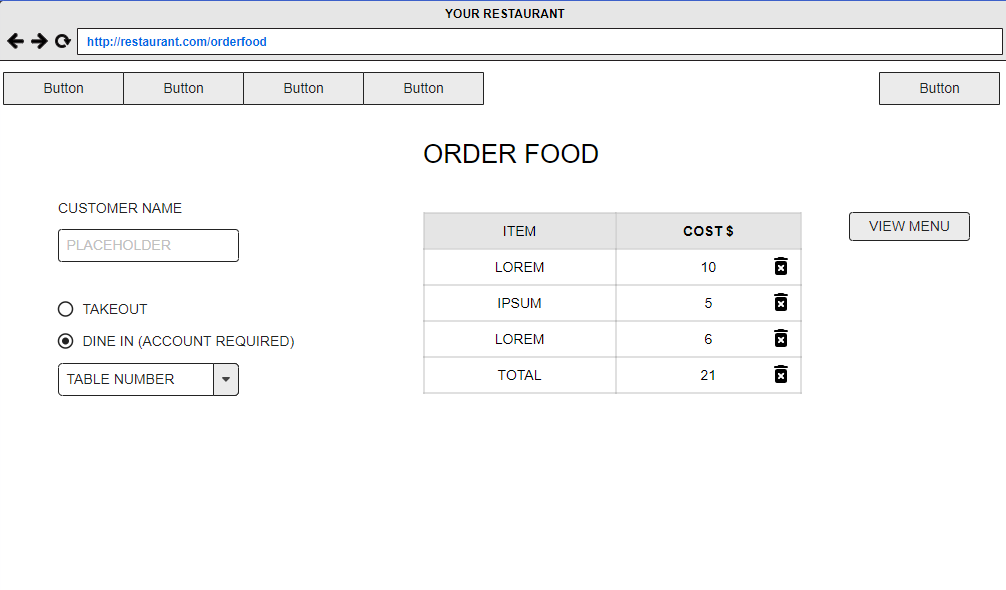 YOUR RESTAURANT
http://restaurant.com/orderfood
Button Button Button Button Button
ORDER FOOD
CUSTOMER NAME
PLACEHOLDER
TAKEOUT
DINE IN (ACCOUNT REQUIRED)
TABLE NUMBER
ITEM COST $
LOREM 10
IPSUM 5
LOREM 6
TOTAL 21
VIEW MENU